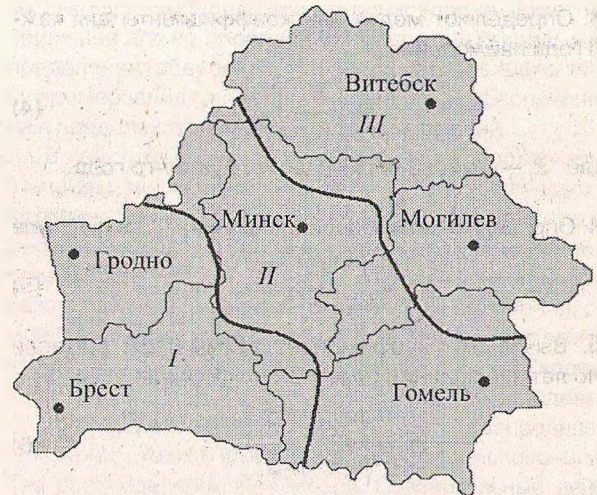 Витебск
III
Минск
Могилев
Гродно
II
I
Брест
Гомель